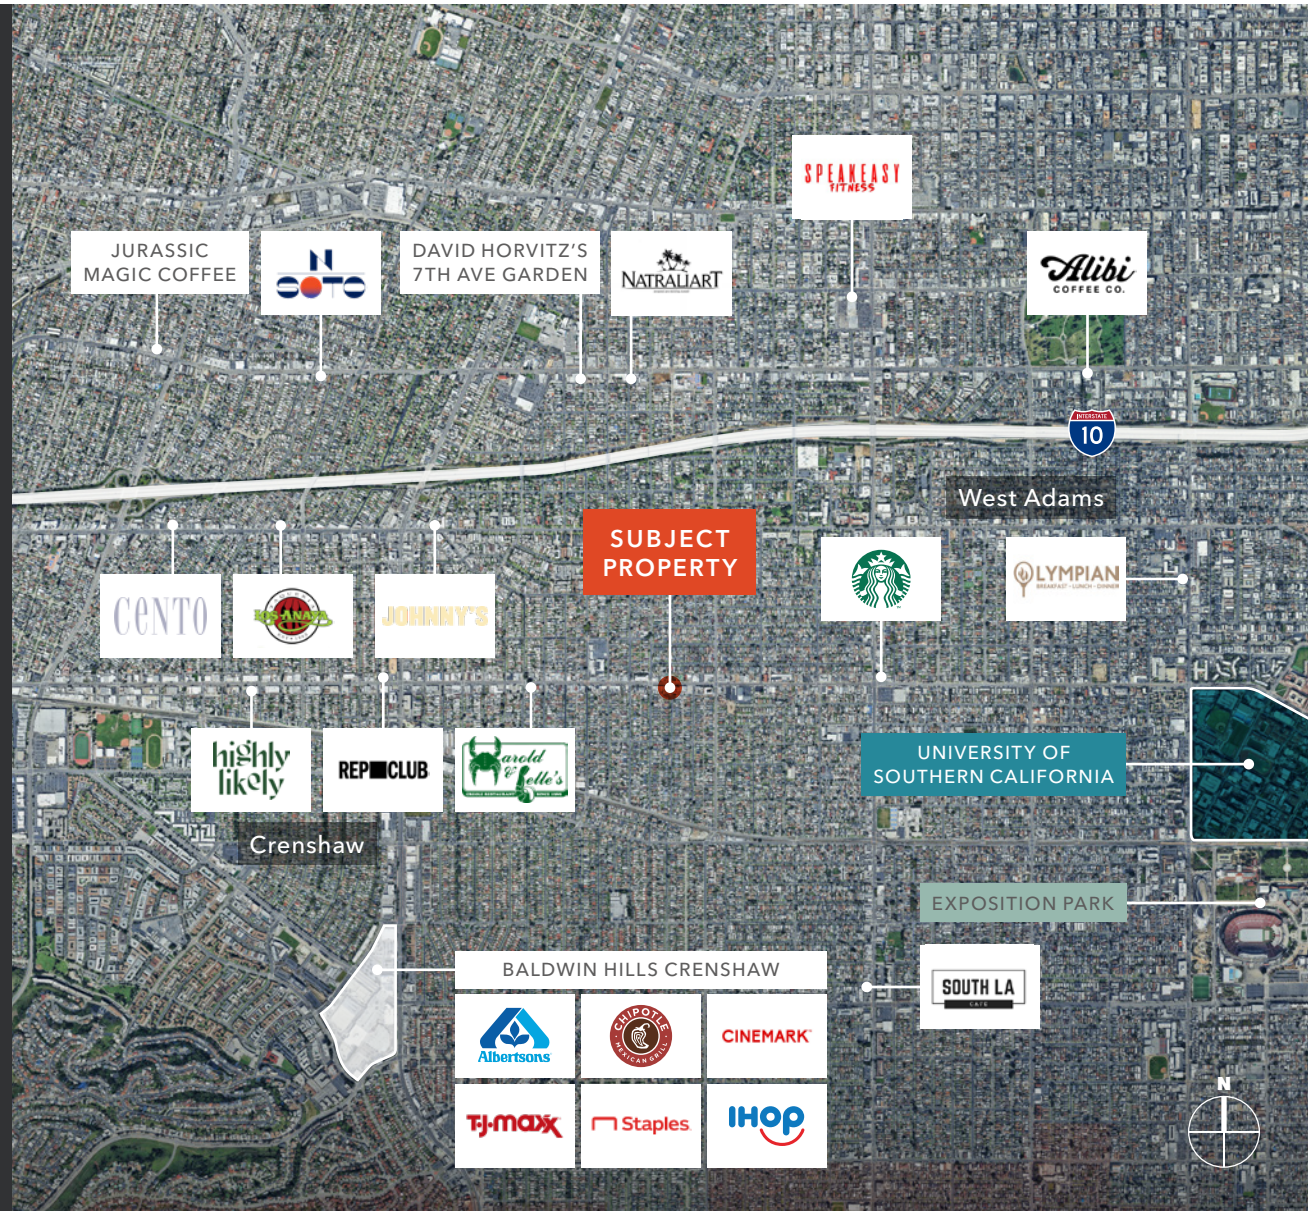 SPEAKEASY
FITNESS
JURASSIC
MAGIC COFFEE
N
SOTO
DAVID HORVITZ'S
7TH AVE GARDEN
NATRALIART
Alibi
COFFEE CO.
INTERSTATE
10
West Adams
SUBJECT
PROPERTY
CENTO
LOS ANAYA
JOHNNY'S
OLYMPIAN
BREAKFAST • LUNCH • DINNER
highly
likely
REP CLUB
Harold
& Belle's
UNIVERSITY OF
SOUTHERN CALIFORNIA
Crenshaw
EXPOSITION PARK
BALDWIN HILLS CRENSHAW
SOUTH LA
CAFE
Albertsons
CHIPOTLE
MEXICAN GRILL
CINEMARK
T.J.maxx
Staples
IHOP
N